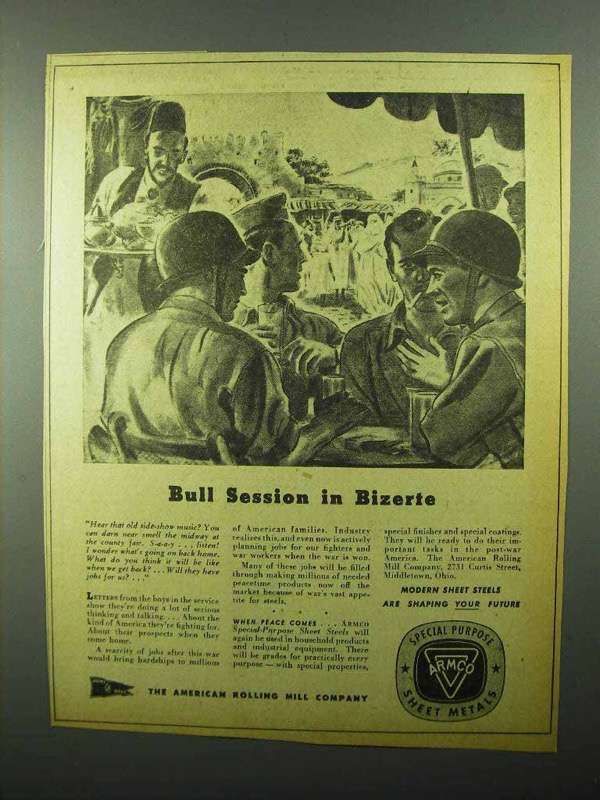 Bull Session in Bizerte
"Hear that old side-show music? You
can darn near smell the midway at
the county fair. S-a-a-y . . . listen!
I wonder what's going on back home.
What do you think it will be like
when we get back? . . . Will they have
jobs for us? . . ."
LETTERS from the boys in the service
show they're doing a lot of serious
thinking and talking. . . . About the
kind of America they're fighting for.
About their prospects when they
come home.
A scarcity of jobs after this war
would bring hardships to millions
of American families. Industry
realizes this, and even now is actively
planning jobs for our fighters and
war workers when the war is won.
Many of these jobs will be filled
through making millions of needed
peacetime products now off the
market because of war's vast appe-
tite for steels.
WHEN PEACE COMES . . . ARMCO
Special-Purpose Sheet Steels will
again be used in household products
and industrial equipment. There
will be grades for practically every
purpose — with special properties,
special finishes and special coatings.
They will be ready to do their im-
portant tasks in the post-war
America. The American Rolling
Mill Company, 2731 Curtis Street,
Middletown, Ohio.
MODERN SHEET STEELS
ARE SHAPING YOUR FUTURE
SPECIAL PURPOSE
ARMCO
SHEET METALS
THE AMERICAN ROLLING MILL COMPANY